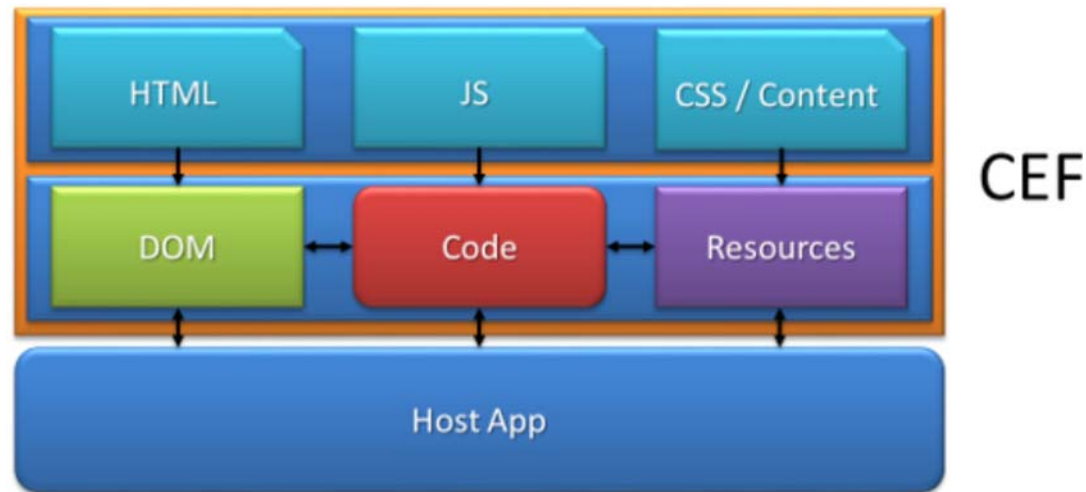 HTML
JS
CSS / Content
CEF
DOM
Code
Resources
Host App